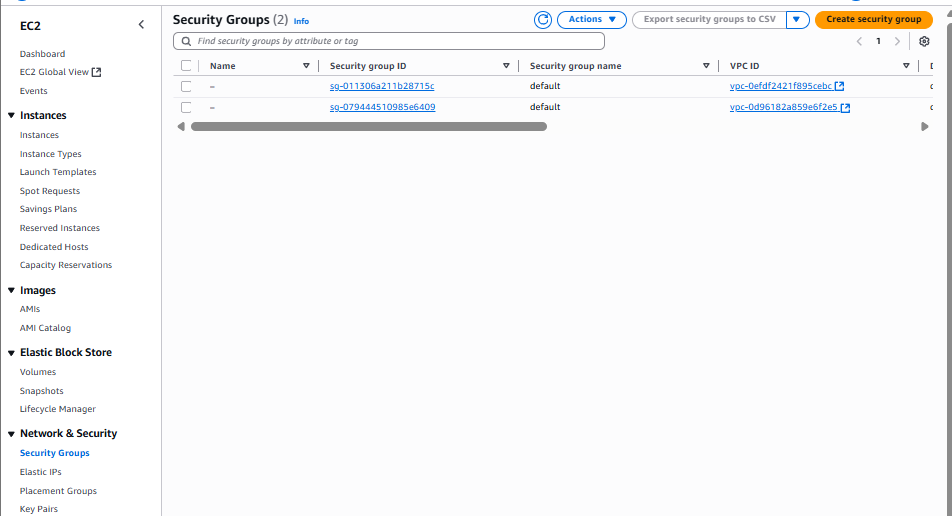 EC2
Dashboard
EC2 Global View
Events
Instances
Instances
Instance Types
Launch Templates
Spot Requests
Savings Plans
Reserved Instances
Dedicated Hosts
Capacity Reservations
Images
AMIs
AMI Catalog
Elastic Block Store
Volumes
Snapshots
Lifecycle Manager
Network & Security
Security Groups
Elastic IPs
Placement Groups
Key Pairs
Security Groups (2) Info
Actions
Export security groups to CSV
Create security group
Find security groups by attribute or tag
1
Name Security group ID Security group name VPC ID
– sg-011306a211b28715c default vpc-0efdf2421f895cebc
– sg-079444510985e6409 default vpc-0d96182a859e6f2e5